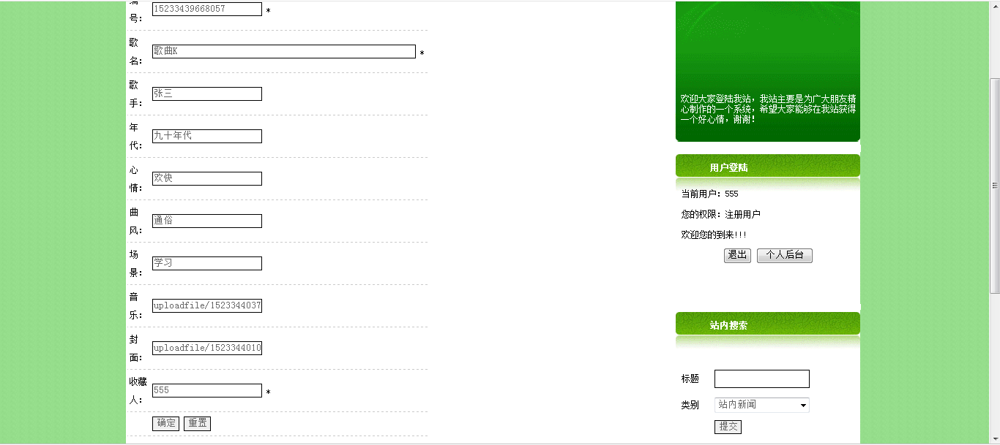 编 15233439668057 *
号：
歌
名： 歌曲K *
歌
手： 张三
年
代： 九十年代
心
情： 欢快
曲
风： 通俗
场
景： 学习
音
乐： uploadfile/1523344037
封
面： uploadfile/1523344010
收藏
人： 555 *
确定 重置
欢迎大家登陆我站，我站主要是为广大朋友精
心制作的一个系统，希望大家能够在我站获得
一个好心情，谢谢！
用户登陆
当前用户：555
您的权限：注册用户
欢迎您的到来!!!
退出 个人后台
站内搜索
标题
类别 站内新闻
提交